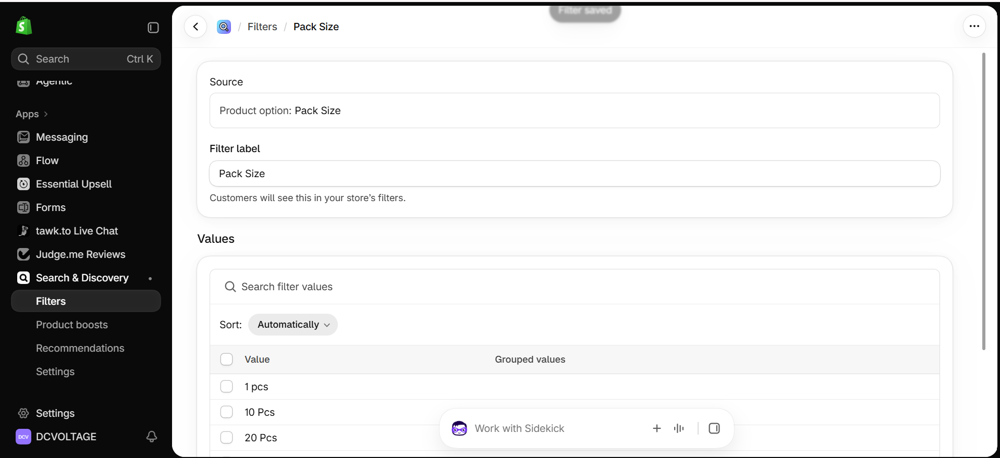 Filter saved
Search Ctrl K
Agentic
Apps
Messaging
Flow
Essential Upsell
Forms
tawk.to Live Chat
Judge.me Reviews
Search & Discovery
Filters
Product boosts
Recommendations
Settings
Settings
DCV DCVOLTAGE
/ Filters / Pack Size
Source
Product option: Pack Size
Filter label
Pack Size
Customers will see this in your store’s filters.
Values
Search filter values
Sort: Automatically
Value Grouped values
1 pcs
10 Pcs
20 Pcs
Work with Sidekick